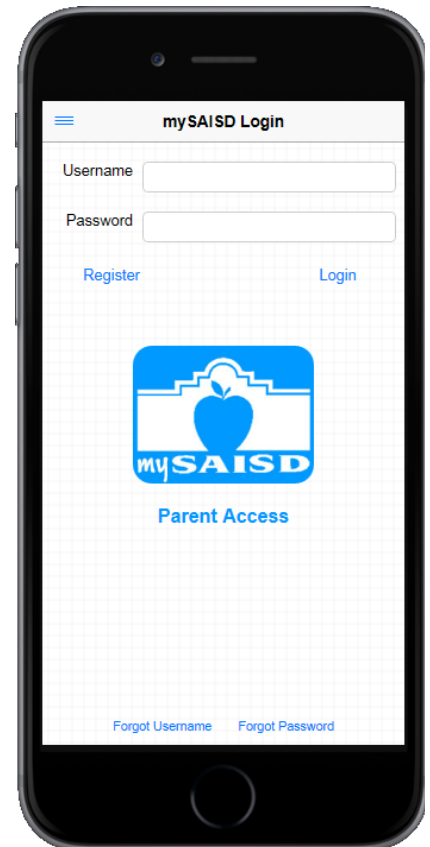 mySAISD Login
Username
Password
Register Login
mySAISD
Parent Access
Forgot Username Forgot Password